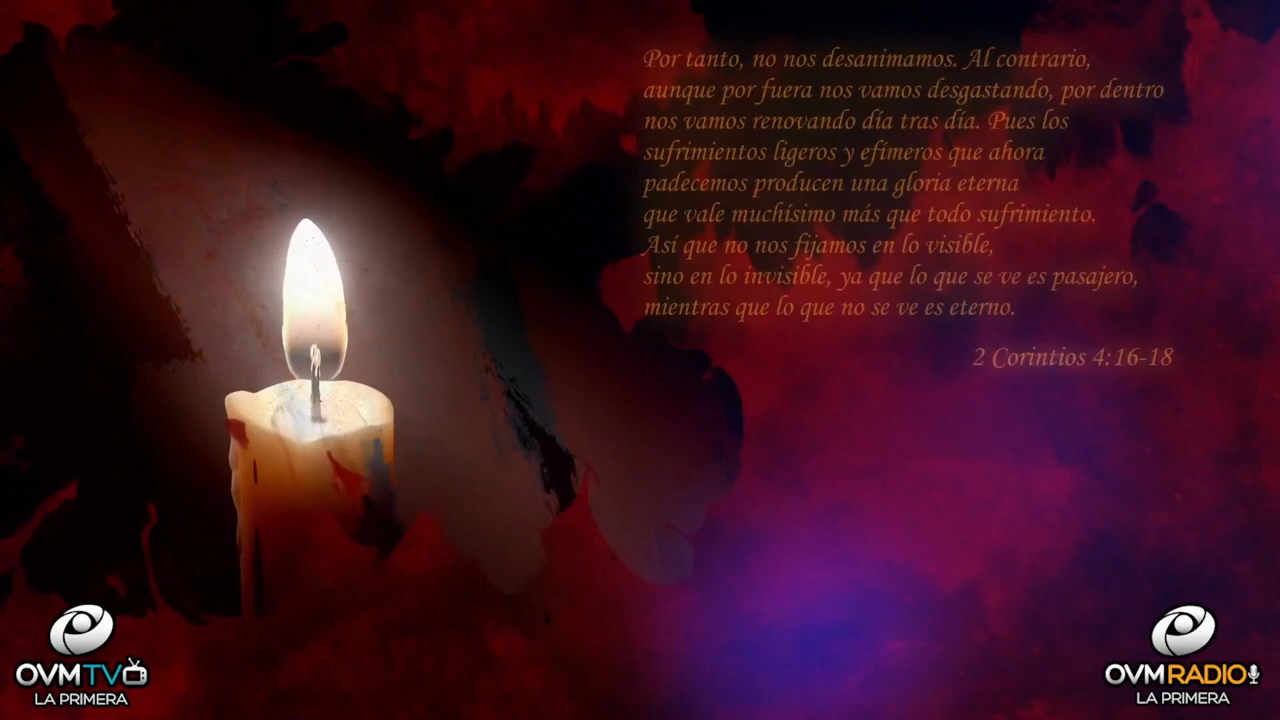 Por tanto, no nos desanimamos. Al contrario,
aunque por fuera nos vamos desgastando, por dentro
nos vamos renovando día tras día. Pues los
sufrimientos ligeros y efímeros que ahora
padecemos producen una gloria eterna
que vale muchísimo más que todo sufrimiento.
Así que no nos fijamos en lo visible,
sino en lo invisible, ya que lo que se ve es pasajero,
mientras que lo que no se ve es eterno.
2 Corintios 4:16-18
OVMTV
LA PRIMERA
OVMRADIO
LA PRIMERA